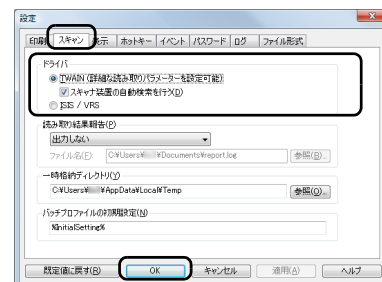 設定
印刷 スキャン 表示 ホットキー イベント パスワード ログ ファイル形式
ドライバ
TWAIN (詳細な読み取りパラメーターを設定可能)
スキャナ装置の自動検索を行う(D)
ISIS / VRS
読み取り結果報告(P)
出力しない
ファイル名(F): C:¥Users¥ ¥Documents¥report.log 参照(B)...
一時格納ディレクトリ(Y)
C:¥Users¥ ¥AppData¥Local¥Temp 参照(O)...
バッチプロファイルの初期設定(N)
%InitialSetting%
既定値に戻す(R) OK キャンセル 適用(A) ヘルプ